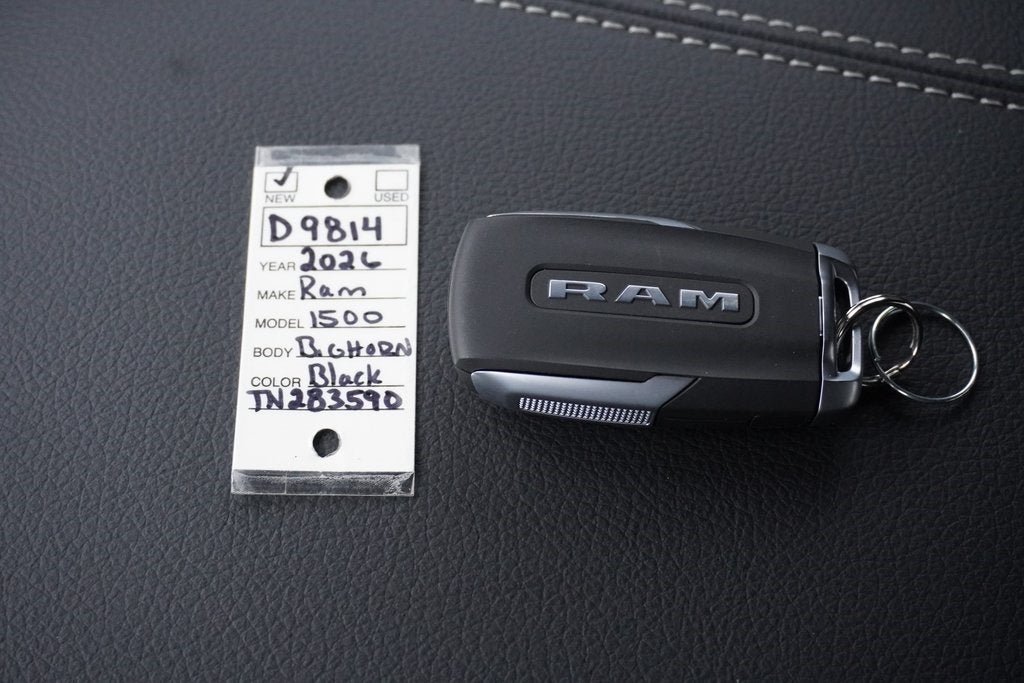 NEW USED
D9814
YEAR 2026
MAKE Ram
MODEL 1500
BODY BIGHORN
COLOR Black
TN283590
RAM